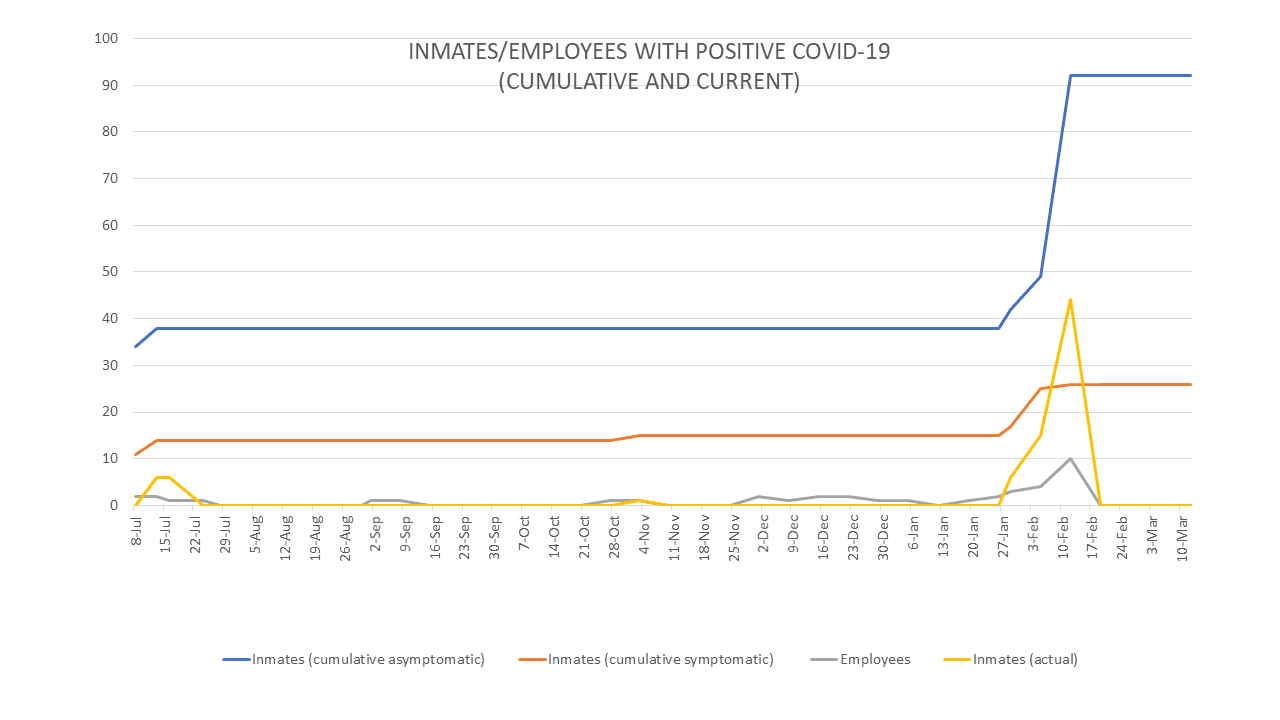 INMATES/EMPLOYEES WITH POSITIVE COVID-19
(CUMULATIVE AND CURRENT)
100
90
80
70
60
50
40
30
20
10
0
8-Jul
15-Jul
22-Jul
29-Jul
5-Aug
12-Aug
19-Aug
26-Aug
2-Sep
9-Sep
16-Sep
23-Sep
30-Sep
7-Oct
14-Oct
21-Oct
28-Oct
4-Nov
11-Nov
18-Nov
25-Nov
2-Dec
9-Dec
16-Dec
23-Dec
30-Dec
6-Jan
13-Jan
20-Jan
27-Jan
3-Feb
10-Feb
17-Feb
24-Feb
3-Mar
10-Mar
Inmates (cumulative asymptomatic)
Inmates (cumulative symptomatic)
Employees
Inmates (actual)